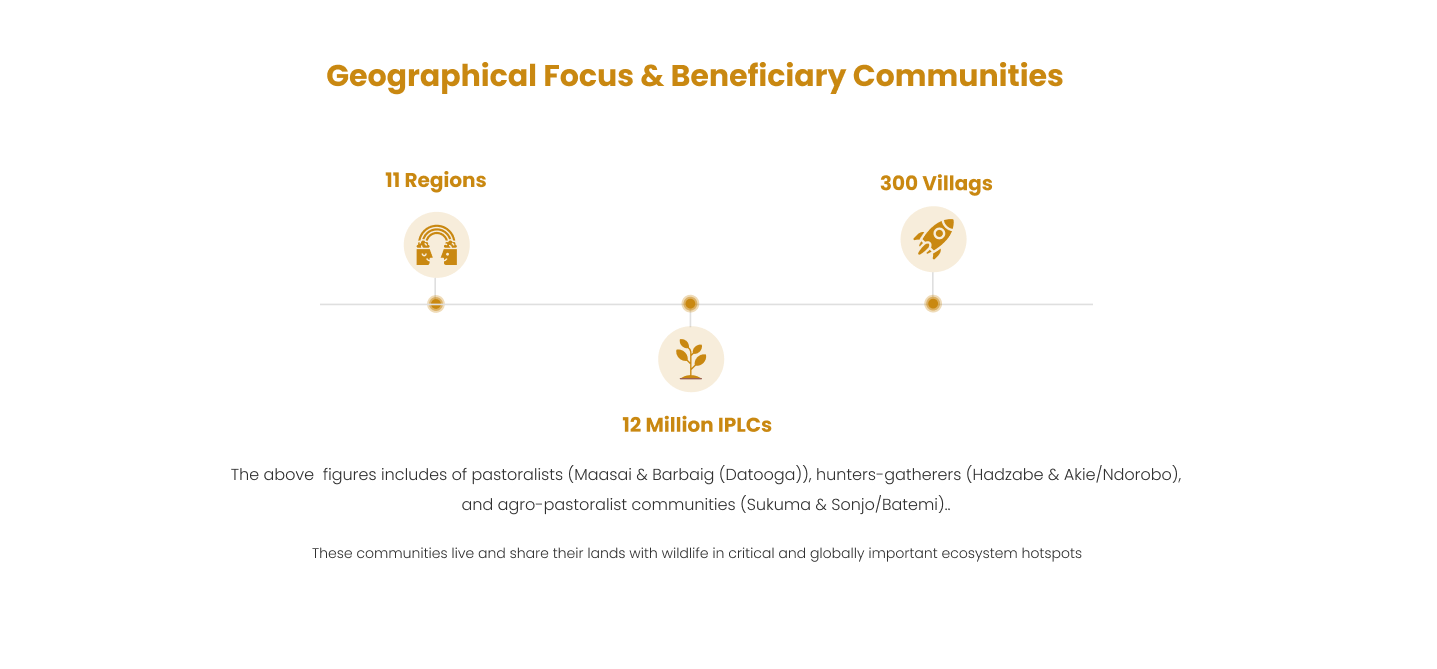 Geographical Focus & Beneficiary Communities
11 Regions
300 Villags
12 Million IPLCs
The above  figures includes of pastoralists (Maasai & Barbaig (Datooga)), hunters-gatherers (Hadzabe & Akie/Ndorobo),
and agro-pastoralist communities (Sukuma & Sonjo/Batemi)..
These communities live and share their lands with wildlife in critical and globally important ecosystem hotspots